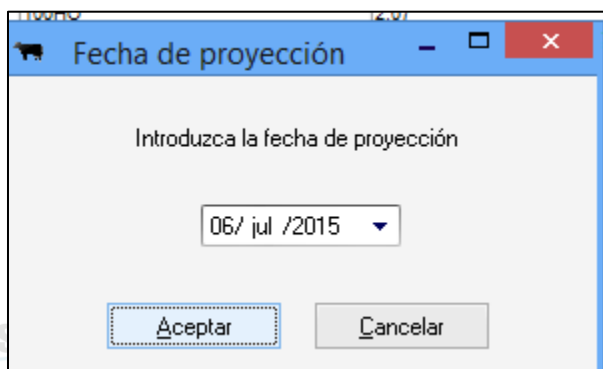 Fecha de proyección
Introduzca la fecha de proyección
06/ jul /2015
Aceptar Cancelar